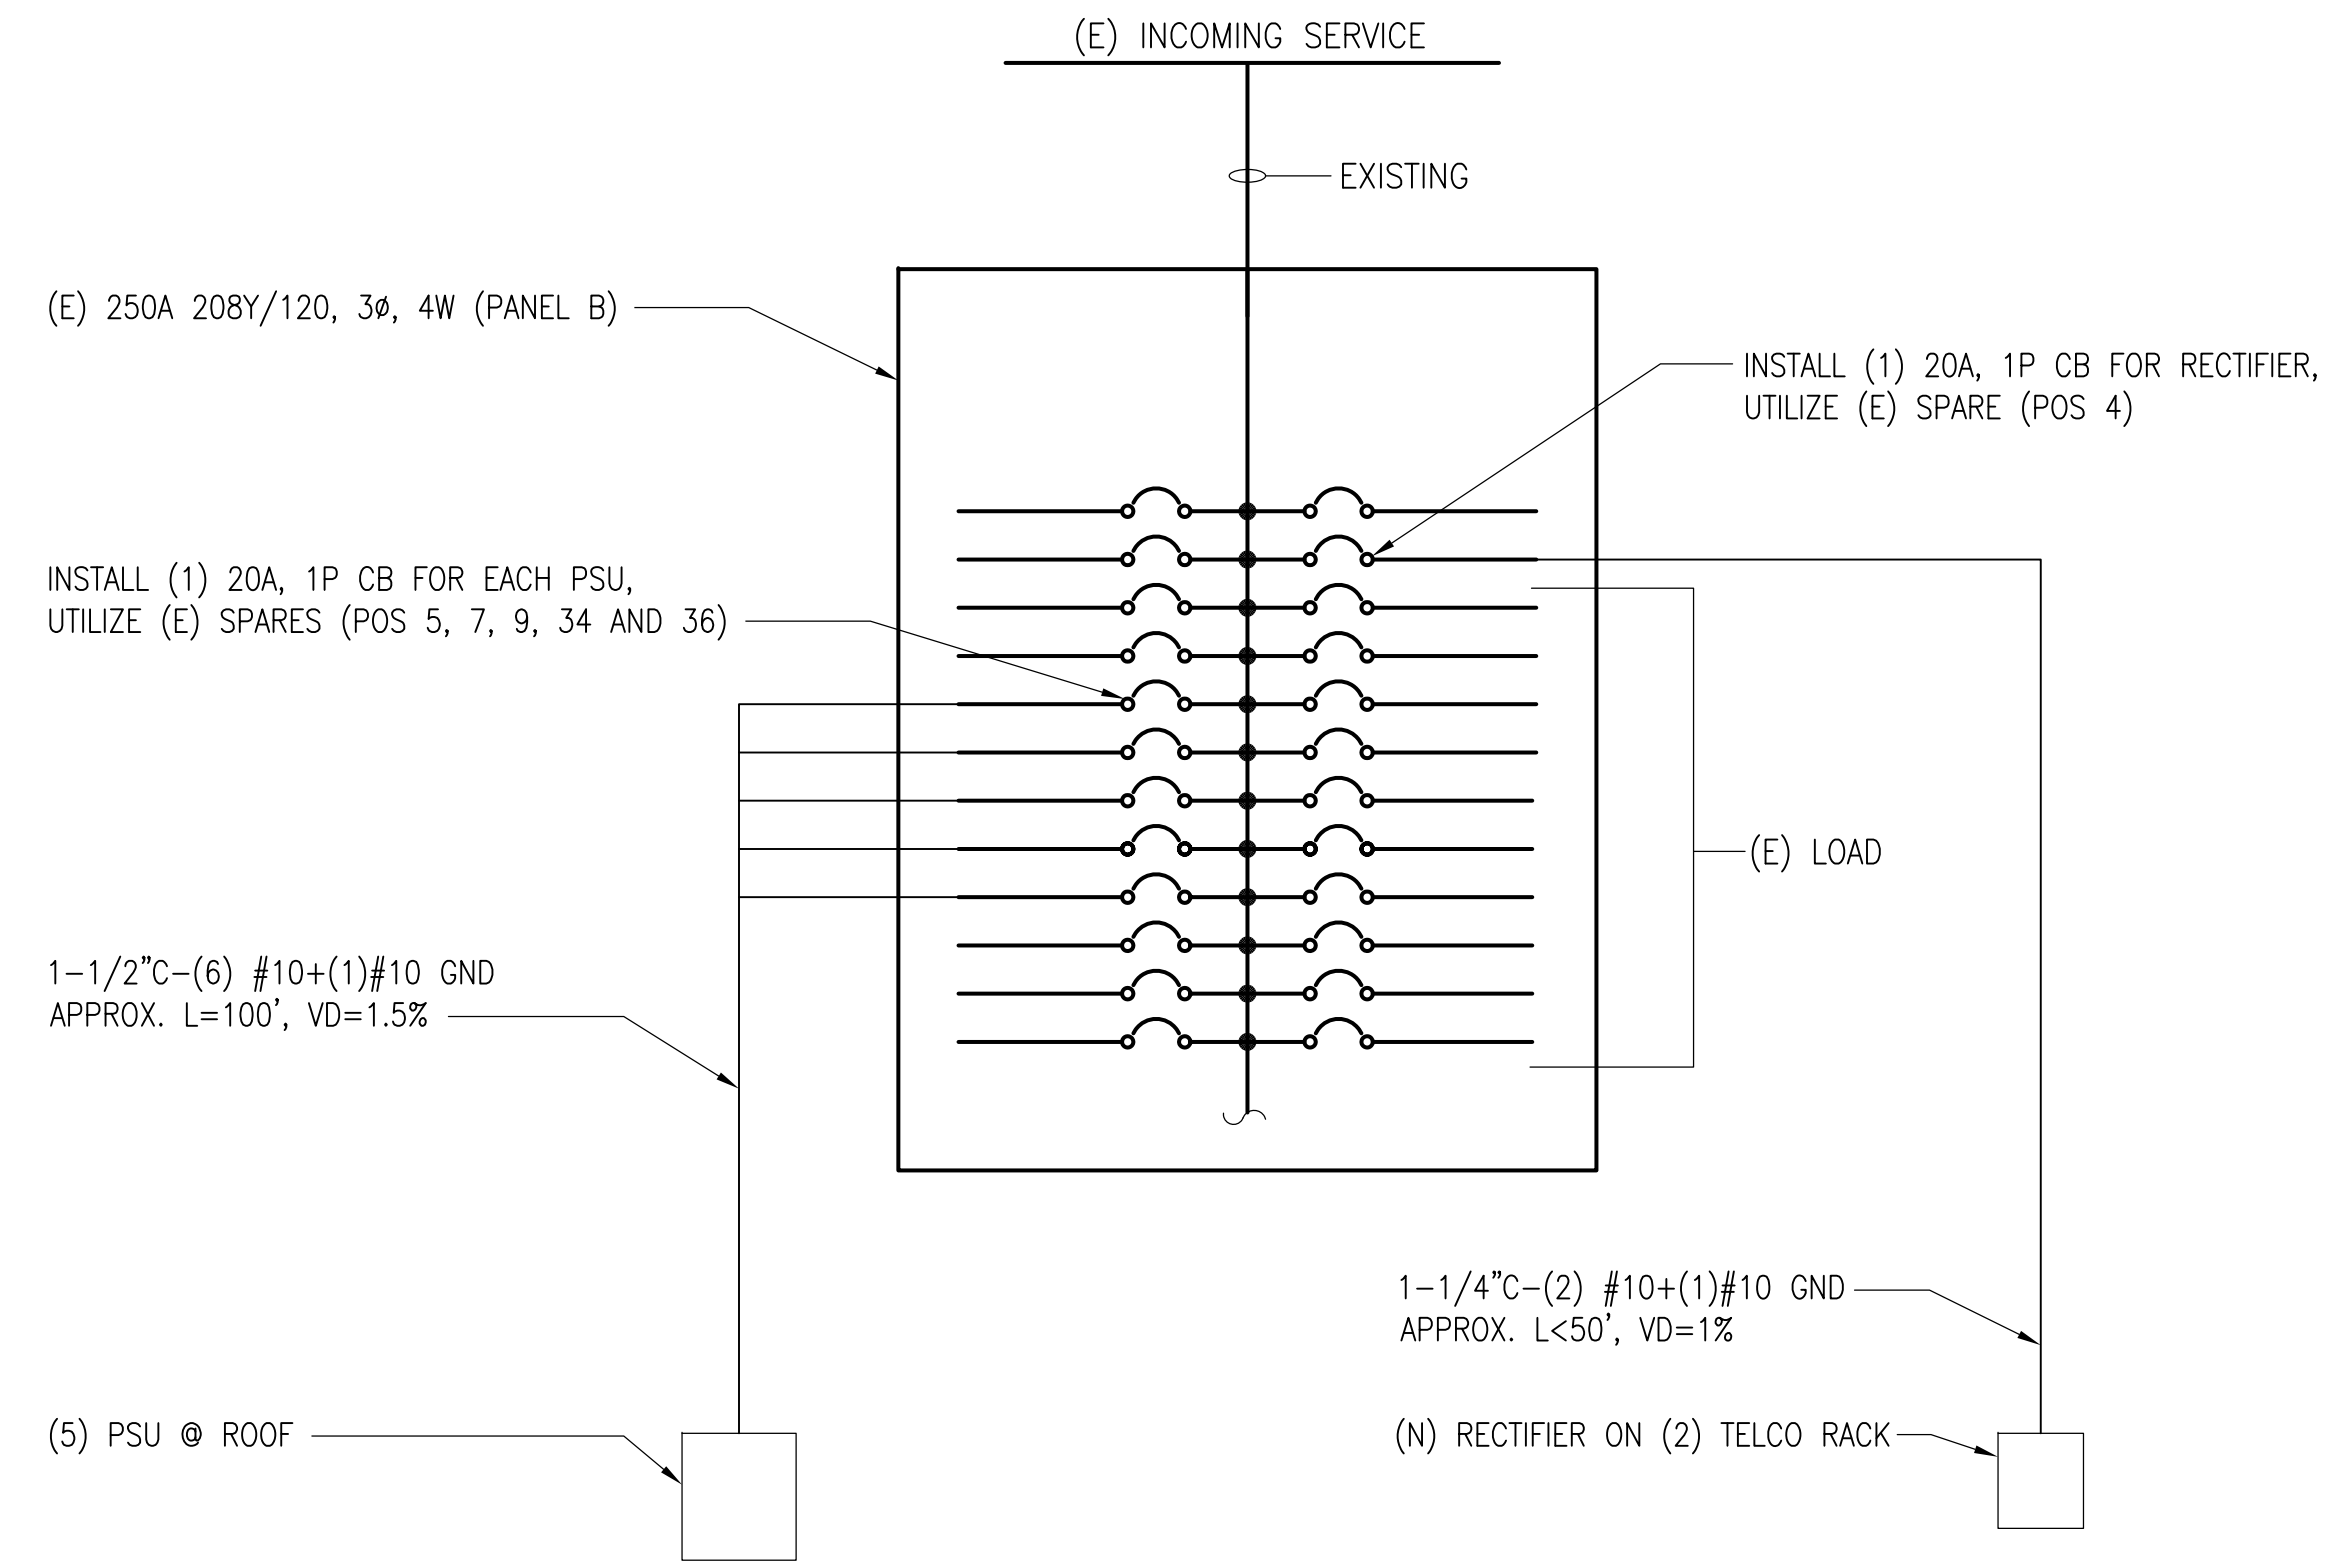 (E) INCOMING SERVICE
EXISTING
(E) 250A 208Y/120, 3ø, 4W (PANEL B)
INSTALL (1) 20A, 1P CB FOR RECTIFIER,
UTILIZE (E) SPARE (POS 4)
INSTALL (1) 20A, 1P CB FOR EACH PSU,
UTILIZE (E) SPARES (POS 5, 7, 9, 34 AND 36)
(E) LOAD
1-1/2"C-(6) #10+(1)#10 GND
APPROX. L=100', VD=1.5%
1-1/4"C-(2) #10+(1)#10 GND
APPROX. L<50', VD=1%
(5) PSU @ ROOF
(N) RECTIFIER ON (2) TELCO RACK